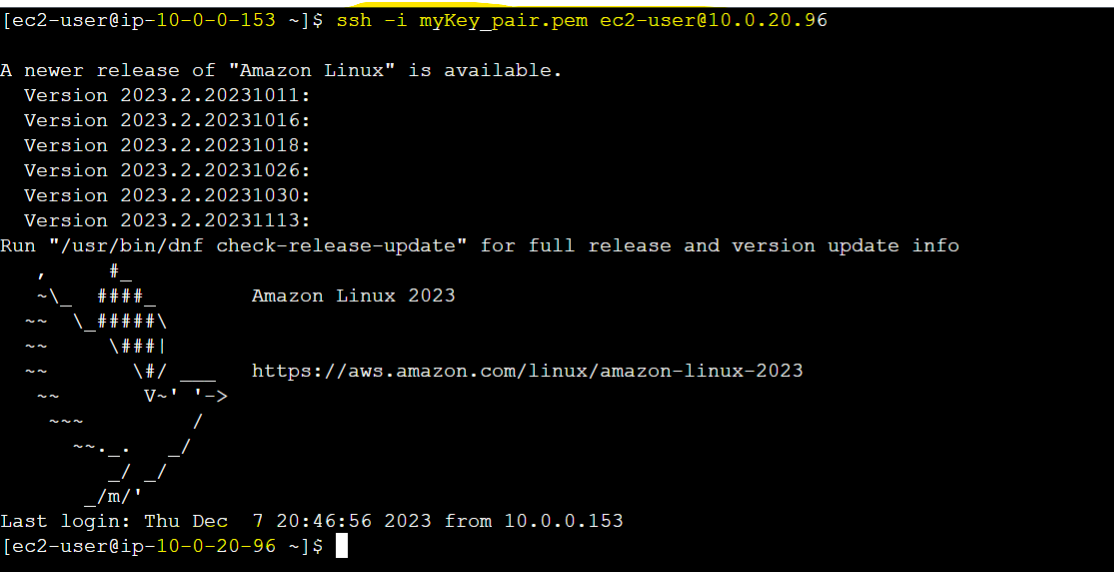 [ec2-user@ip-10-0-0-153 ~]$ ssh -i myKey_pair.pem ec2-user@10.0.20.96
A newer release of "Amazon Linux" is available.
  Version 2023.2.20231011:
  Version 2023.2.20231016:
  Version 2023.2.20231018:
  Version 2023.2.20231026:
  Version 2023.2.20231030:
  Version 2023.2.20231113:
Run "/usr/bin/dnf check-release-update" for full release and version update info
   ,     #_
   ~\_  ####_        Amazon Linux 2023
  ~~  \_#####\
  ~~     \###|
  ~~       \#/ ___   https://aws.amazon.com/linux/amazon-linux-2023
   ~~       V~' '->
    ~~~         /
      ~~._.   _/
         _/ _/
       _/m/'
Last login: Thu Dec  7 20:46:56 2023 from 10.0.0.153
[ec2-user@ip-10-0-20-96 ~]$